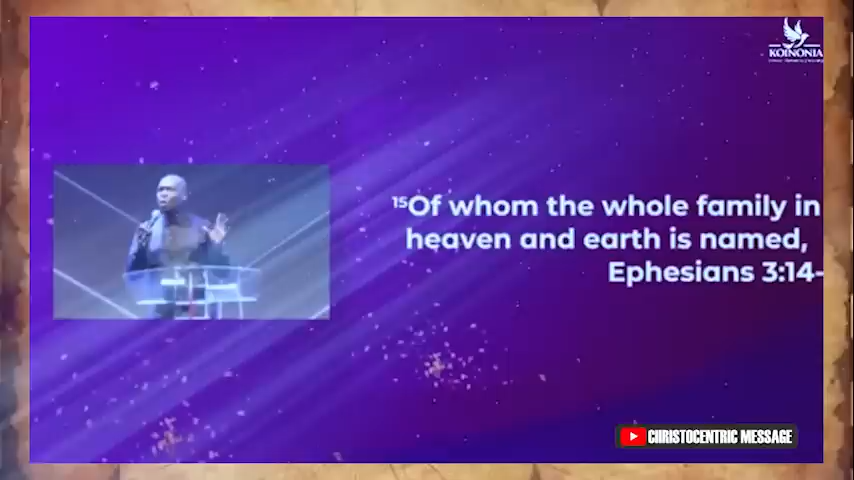 KOINONIA
¹⁵Of whom the whole family in
heaven and earth is named,
Ephesians 3:14-
CHRISTOCENTRIC MESSAGE